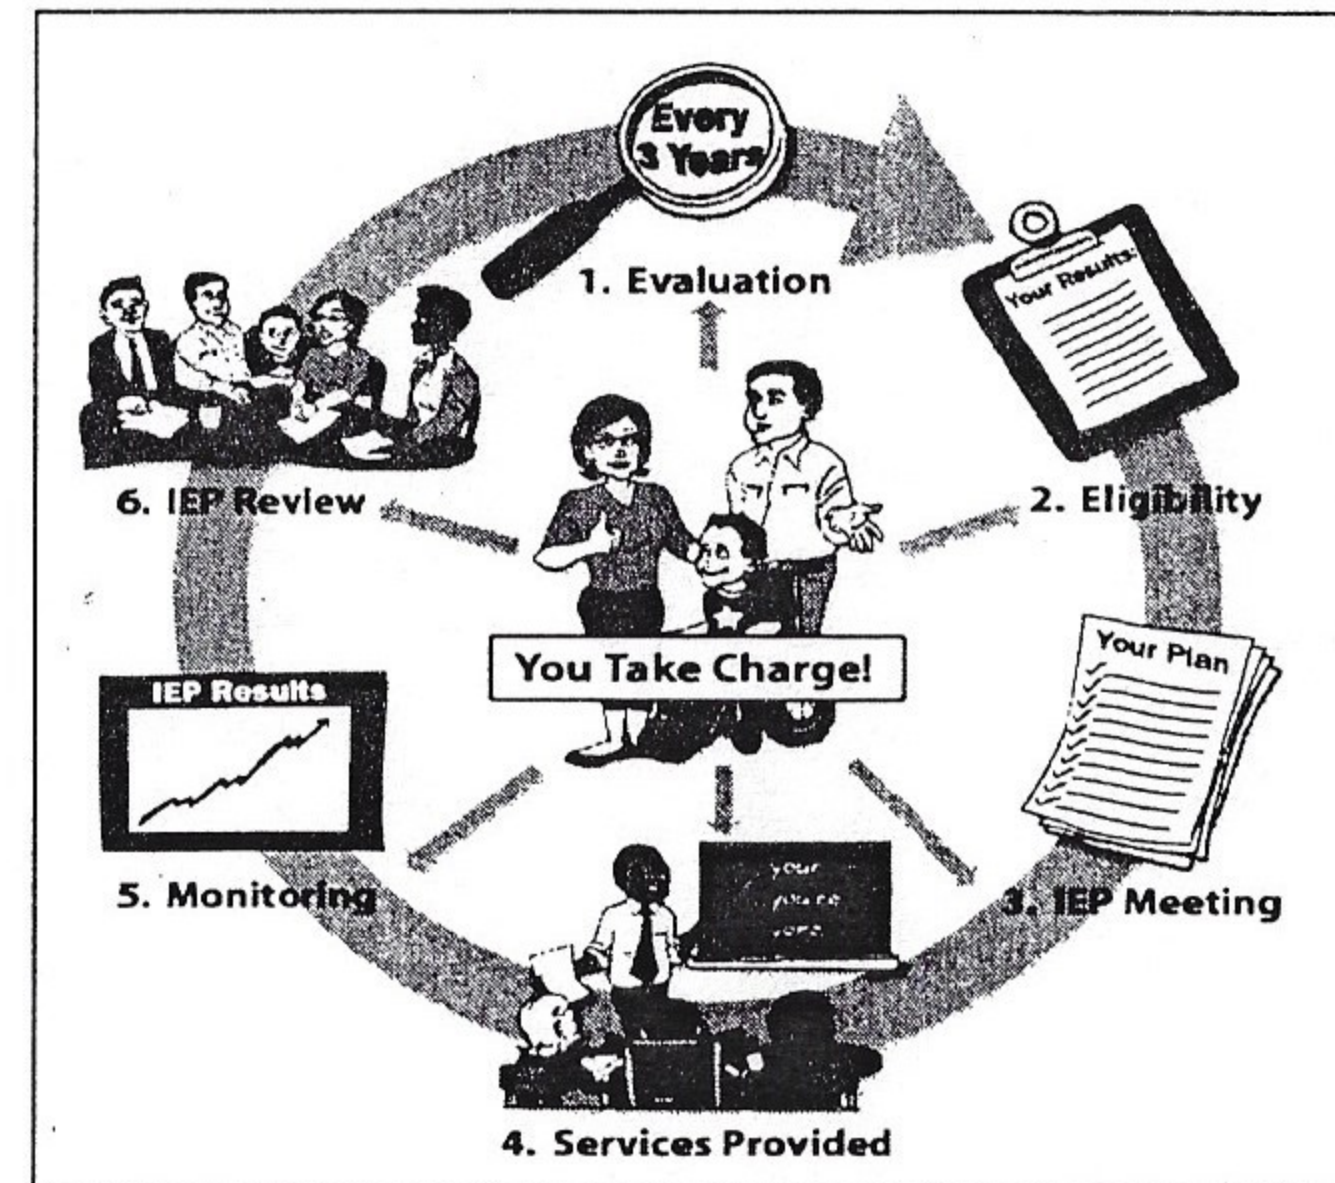 Every
3 Years
1. Evaluation
Your Results:
2. Eligibility
Your Plan
3. IEP Meeting
your
4. Services Provided
IEP Results
5. Monitoring
6. IEP Review
You Take Charge!